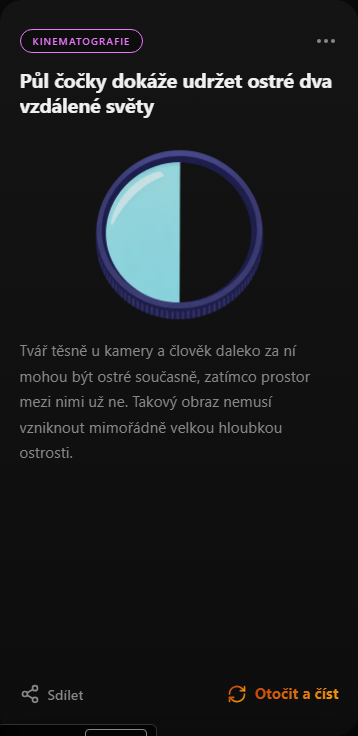 KINEMATOGRAFIE
Půl čočky dokáže udržet ostré dva
vzdálené světy
Tvář těsně u kamery a člověk daleko za ní
mohou být ostré současně, zatímco prostor
mezi nimi už ne. Takový obraz nemusí
vzniknout mimořádně velkou hloubkou
ostrosti.
Sdílet
Otočit a číst